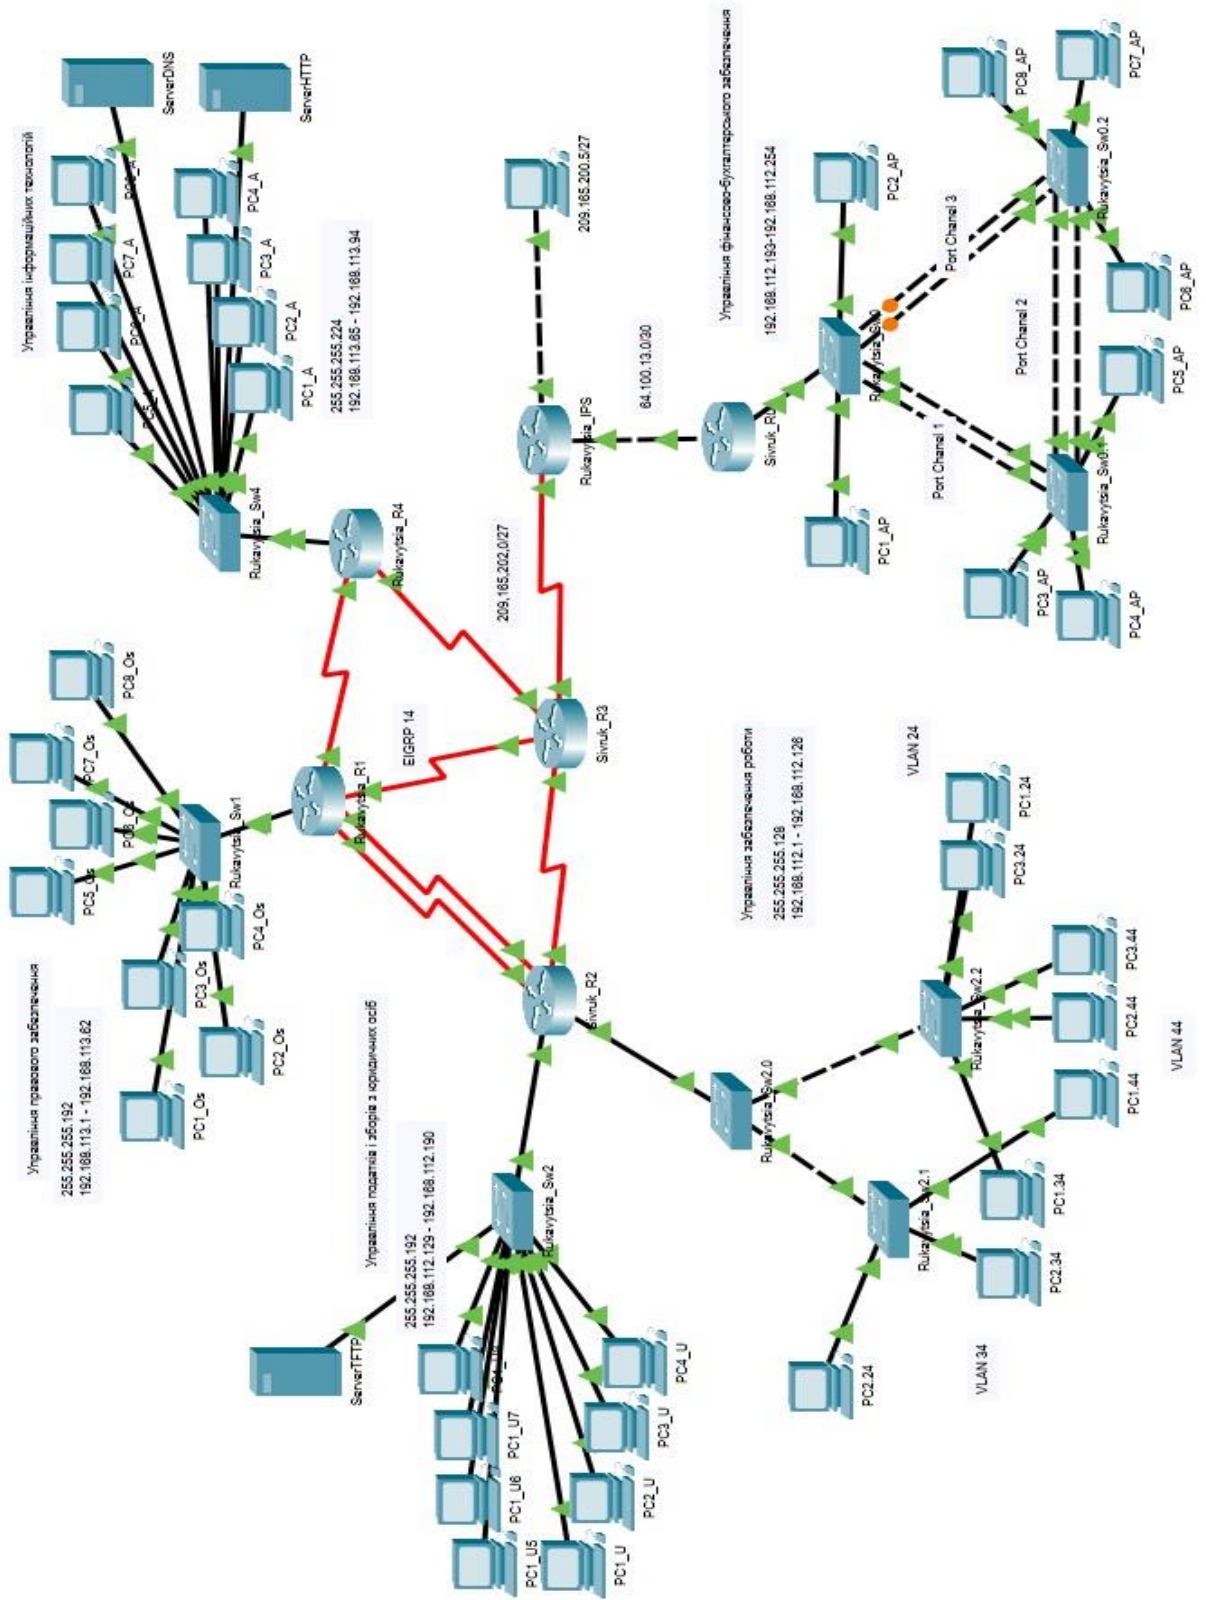 Управління правового забезпечення
255.255.255.192
192.168.113.1 - 192.168.113.62
PC1_Os
PC2_Os
PC3_Os
PC4_Os
PC5_Os
PC7_Os
PC8_Os
Rukavytsia_Sw1
Управління інформаційних технологій
PC7_A
PC1_A
PC2_A
PC3_A
PC4_A
ServerDNS
ServerHTTP
255.255.255.224
192.168.113.65 - 192.168.113.94
Rukavytsia_Sw4
Rukavytsia_R4
Rukavytsia_R1
EIGRP 14
Sivruk_R3
Sivruk_R2
209,165,202,0/27
Rukavytsia_IPS
209.165.200.5/27
64.100.13.0/30
Управління податків і зборів з юридичних осіб
255.255.255.192
192.168.112.129 - 192.168.112.190
ServerTFTP
Rukavytsia_Sw2
PC1_U7
PC1_U6
PC1_U5
PC1_U
PC2_U
PC3_U
PC4_U
Управління забезпечення роботи
255.255.255.128
192.168.112.1 - 192.168.112.126
Rukavytsia_Sw2.0
Rukavytsia_Sw2.1
Rukavytsia_Sw2.2
PC2.24
PC2.34
PC1.34
PC1.44
PC2.44
PC3.44
PC3.24
PC1.24
VLAN 34
VLAN 44
VLAN 24
Управління фінансово-бухгалтерського забезпечення
192.168.112.193-192.168.112.254
PC1_AP
PC2_AP
PC3_AP
PC4_AP
PC5_AP
PC6_AP
PC7_AP
PC8_AP
Port Chanel 1
Port Chanel 2
Port Chanel 3
Rukavytsia_Sw0.1
Rukavytsia_Sw0.2